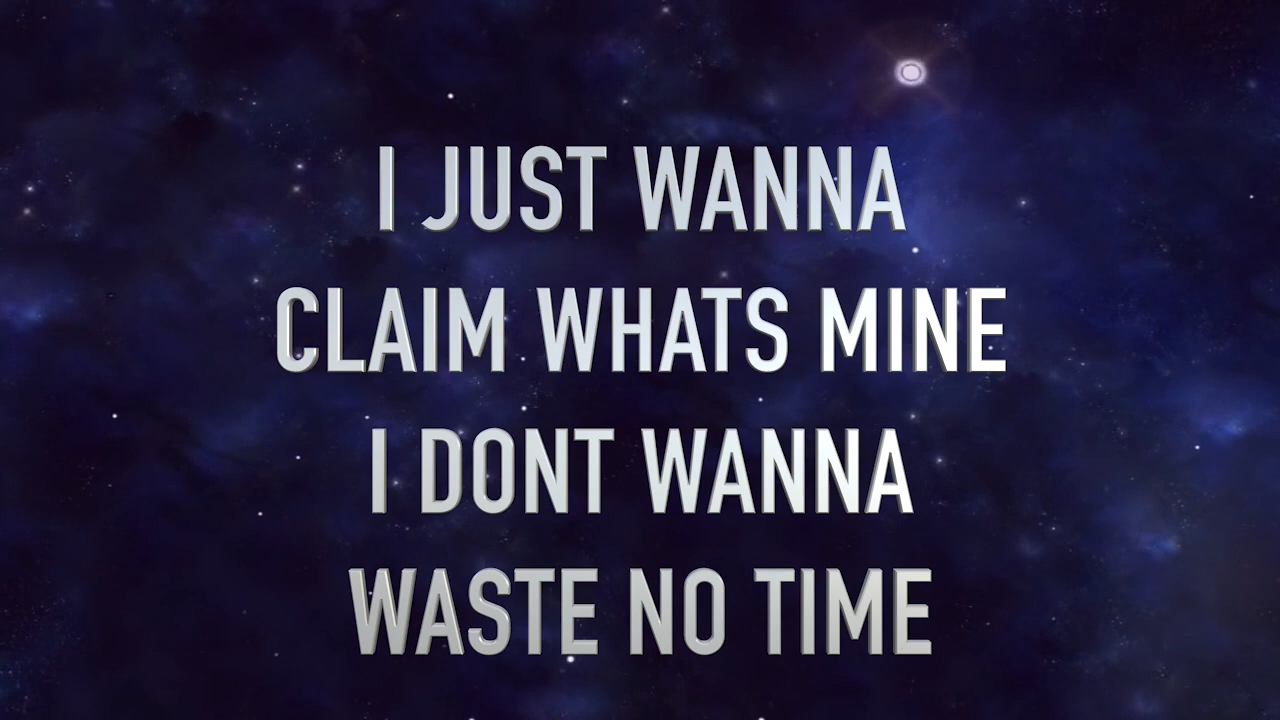 I JUST WANNA
CLAIM WHATS MINE
I DONT WANNA
WASTE NO TIME